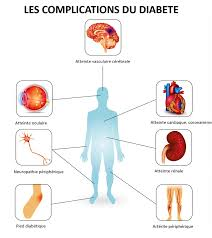 LES COMPLICATIONS DU DIABETE
Atteinte vasculaire cérébrale
Atteinte oculaire
Atteinte cardiaque, coronarienne
Neuropathie périphérique
Atteinte rénale
Pied diabétique
Atteinte périphérique